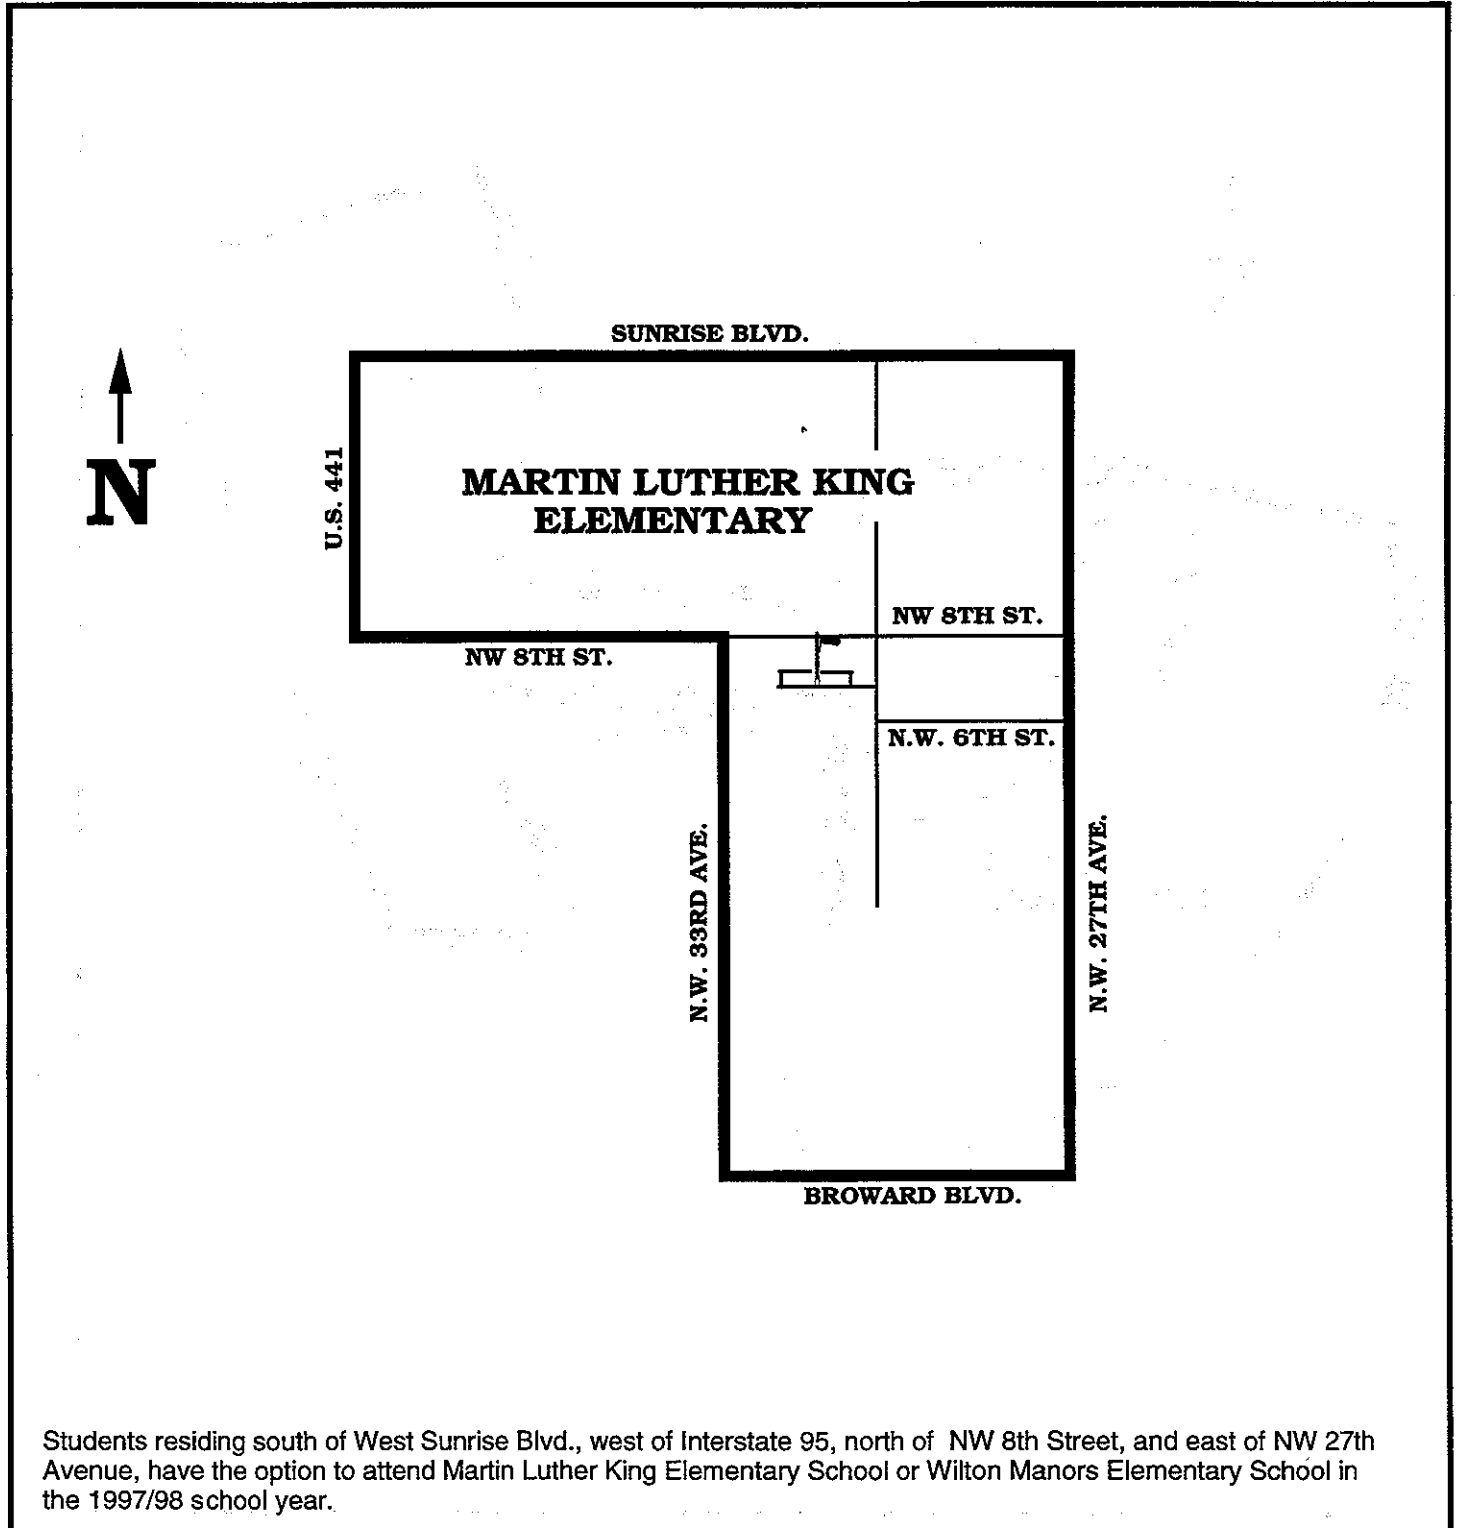 SUNRISE BLVD.
N
U.S. 441
MARTIN LUTHER KING
ELEMENTARY
NW 8TH ST.
NW 8TH ST.
N.W. 6TH ST.
N.W. 33RD AVE.
N.W. 27TH AVE.
BROWARD BLVD.
Students residing south of West Sunrise Blvd., west of Interstate 95, north of NW 8th Street, and east of NW 27th
Avenue, have the option to attend Martin Luther King Elementary School or Wilton Manors Elementary School in
the 1997/98 school year.